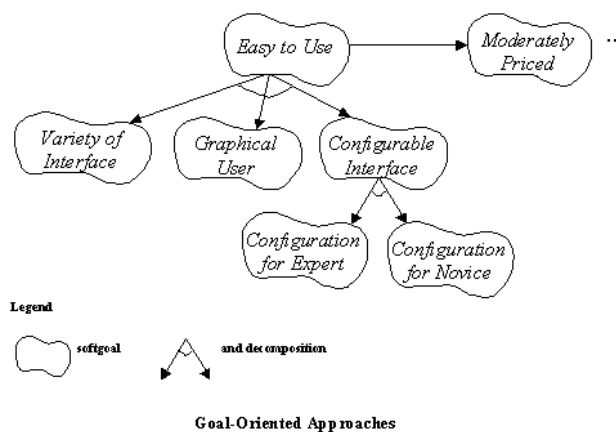 Easy to Use
Moderately
Priced
...
Variety of
Interface
Graphical
User
Configurable
Interface
Configuration
for Expert
Configuration
for Novice
Legend
softgoal
and decomposition
Goal-Oriented Approaches